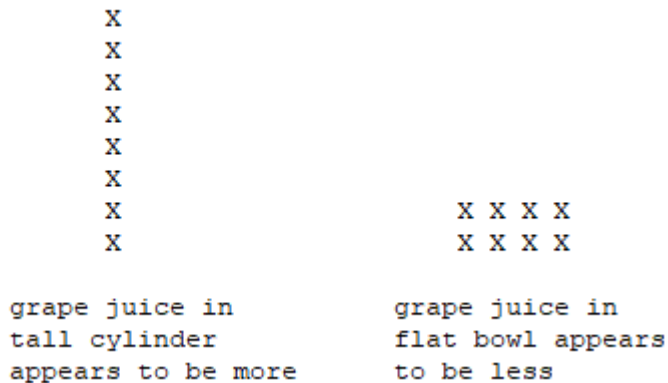 X
X
X
X
X
X
X X X X X
X X X X X
grape juice in grape juice in
tall cylinder flat bowl appears
appears to be more to be less